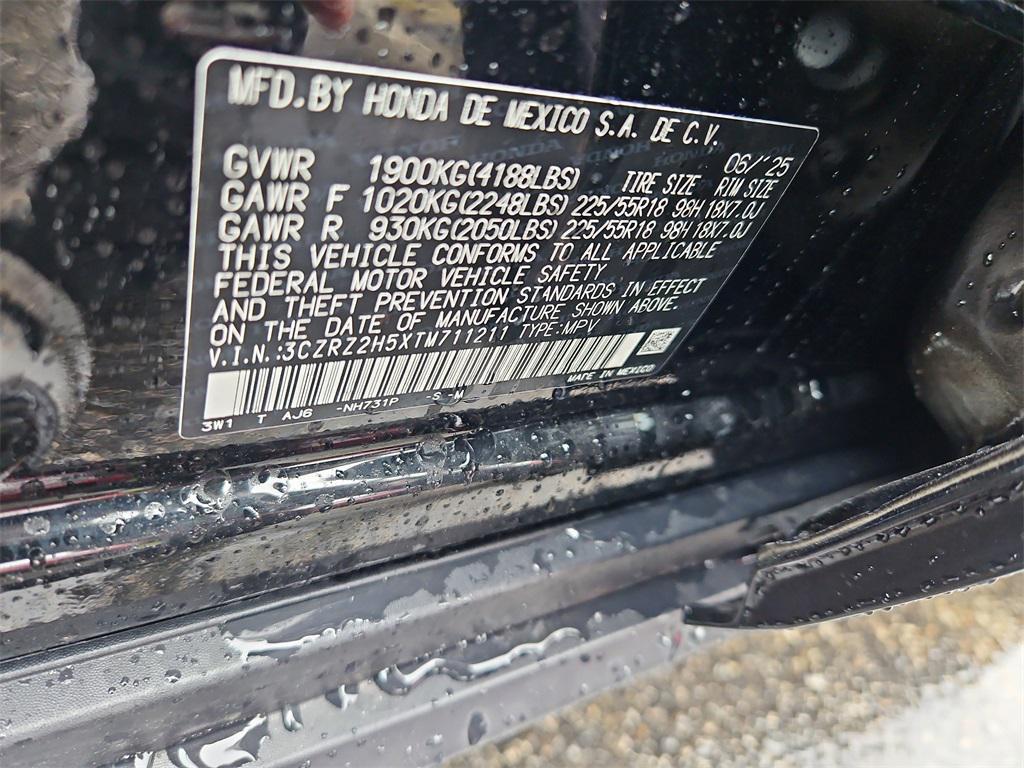 MFD.BY HONDA DE MEXICO S.A. DE C.V.
06/'25
GVWR 1900KG(4188LBS) TIRE SIZE RIM SIZE
GAWR F 1020KG(2248LBS) 225/55R18 98H 18X7.0J
GAWR R 930KG(2050LBS) 225/55R18 98H 18X7.0J
THIS VEHICLE CONFORMS TO ALL APPLICABLE
FEDERAL MOTOR VEHICLE SAFETY
AND THEFT PREVENTION STANDARDS IN EFFECT
ON THE DATE OF MANUFACTURE SHOWN ABOVE.
V.I.N.:3CZRZ2H5XTM711211 TYPE:MPV
MADE IN MEXICO
3W1 T AJ6 -NH731P -S -M